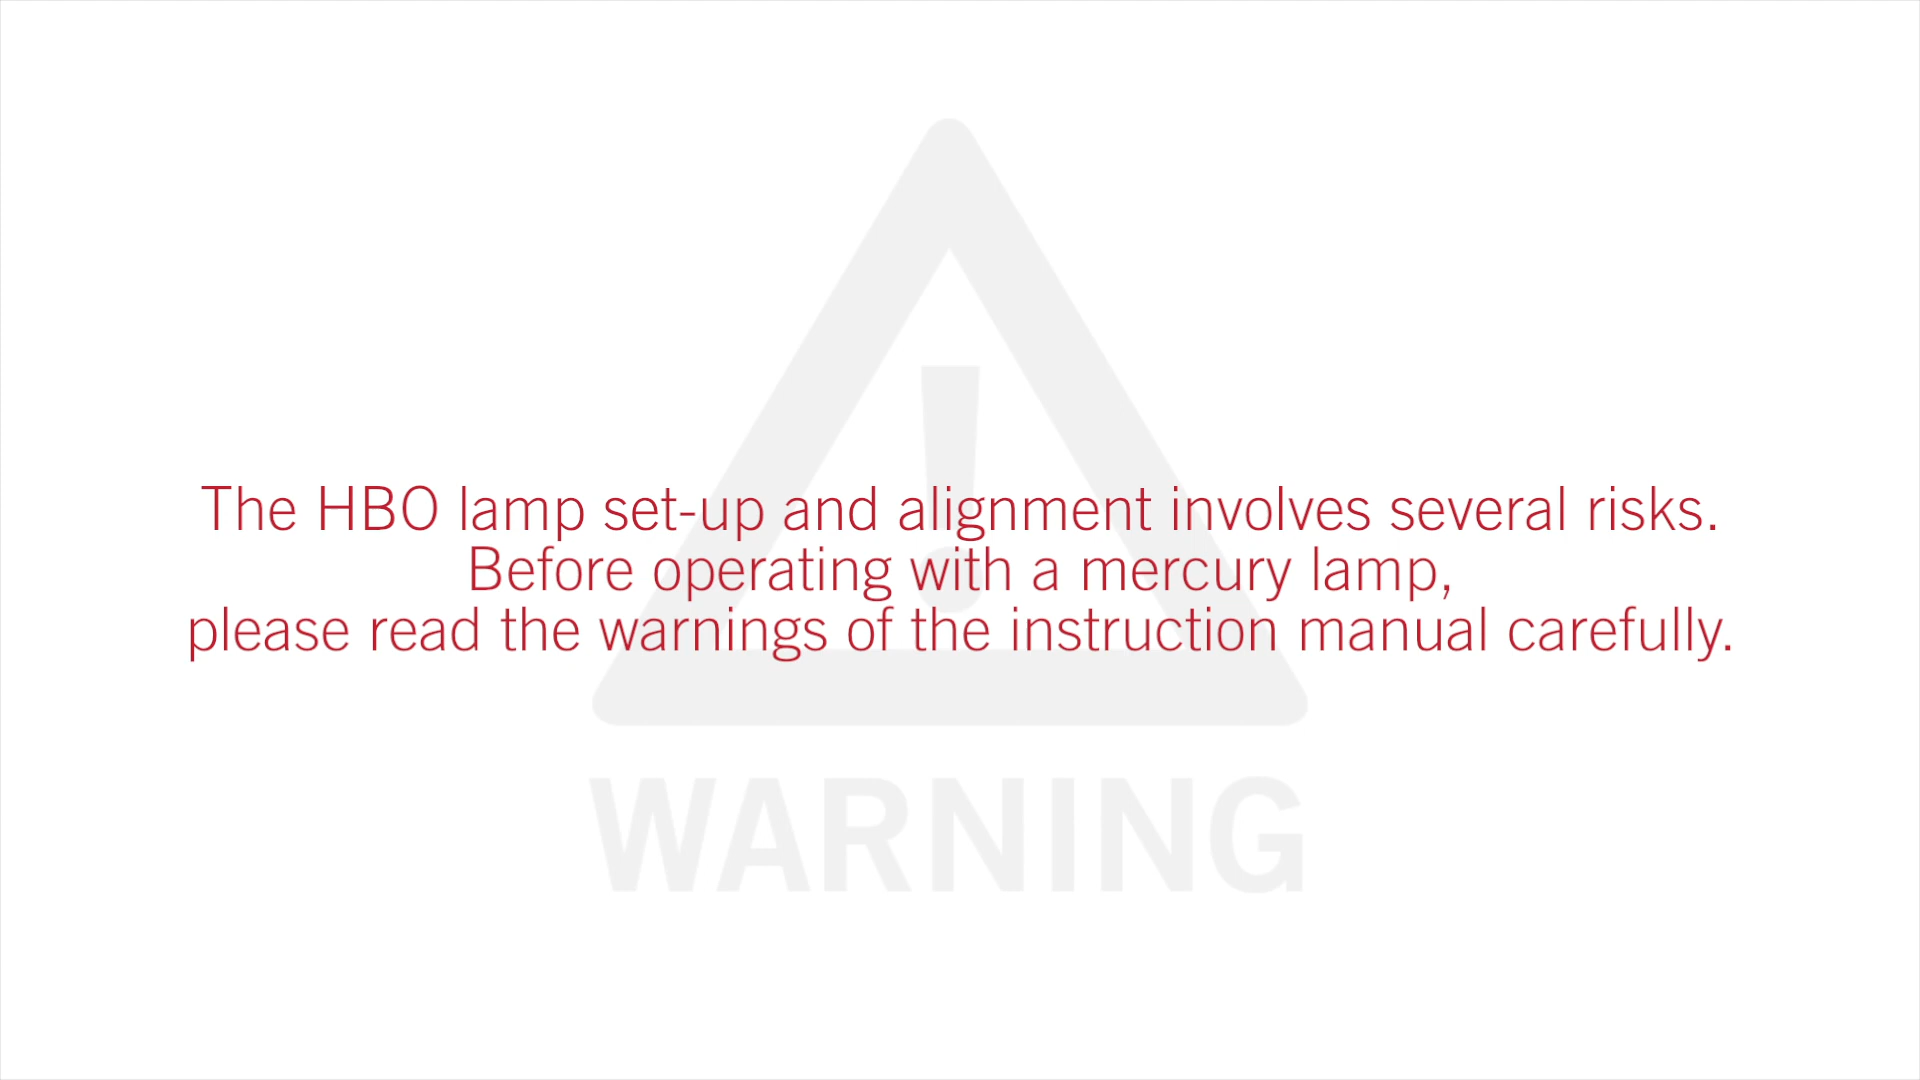 The HBO lamp set-up and alignment involves several risks.
Before operating with a mercury lamp,
please read the warnings of the instruction manual carefully.
WARNING